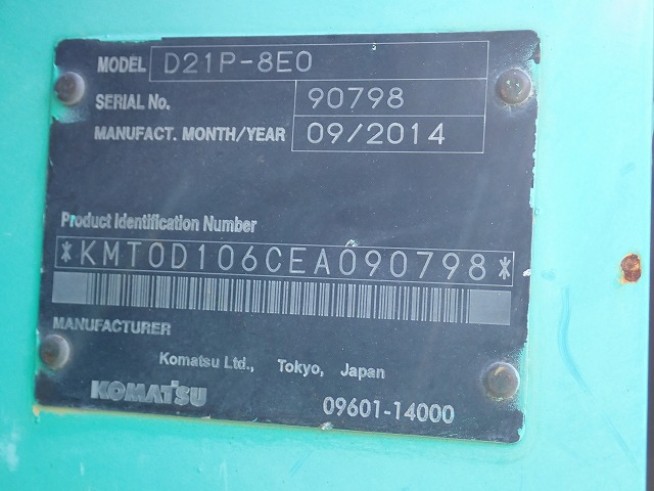 MODEL D21P-8E0
SERIAL No. 90798
MANUFACT. MONTH/YEAR 09/2014
Product Identification Number
*KMT0D106CEA090798*
MANUFACTURER
Komatsu Ltd., Tokyo, Japan
KOMATSU 09601-14000